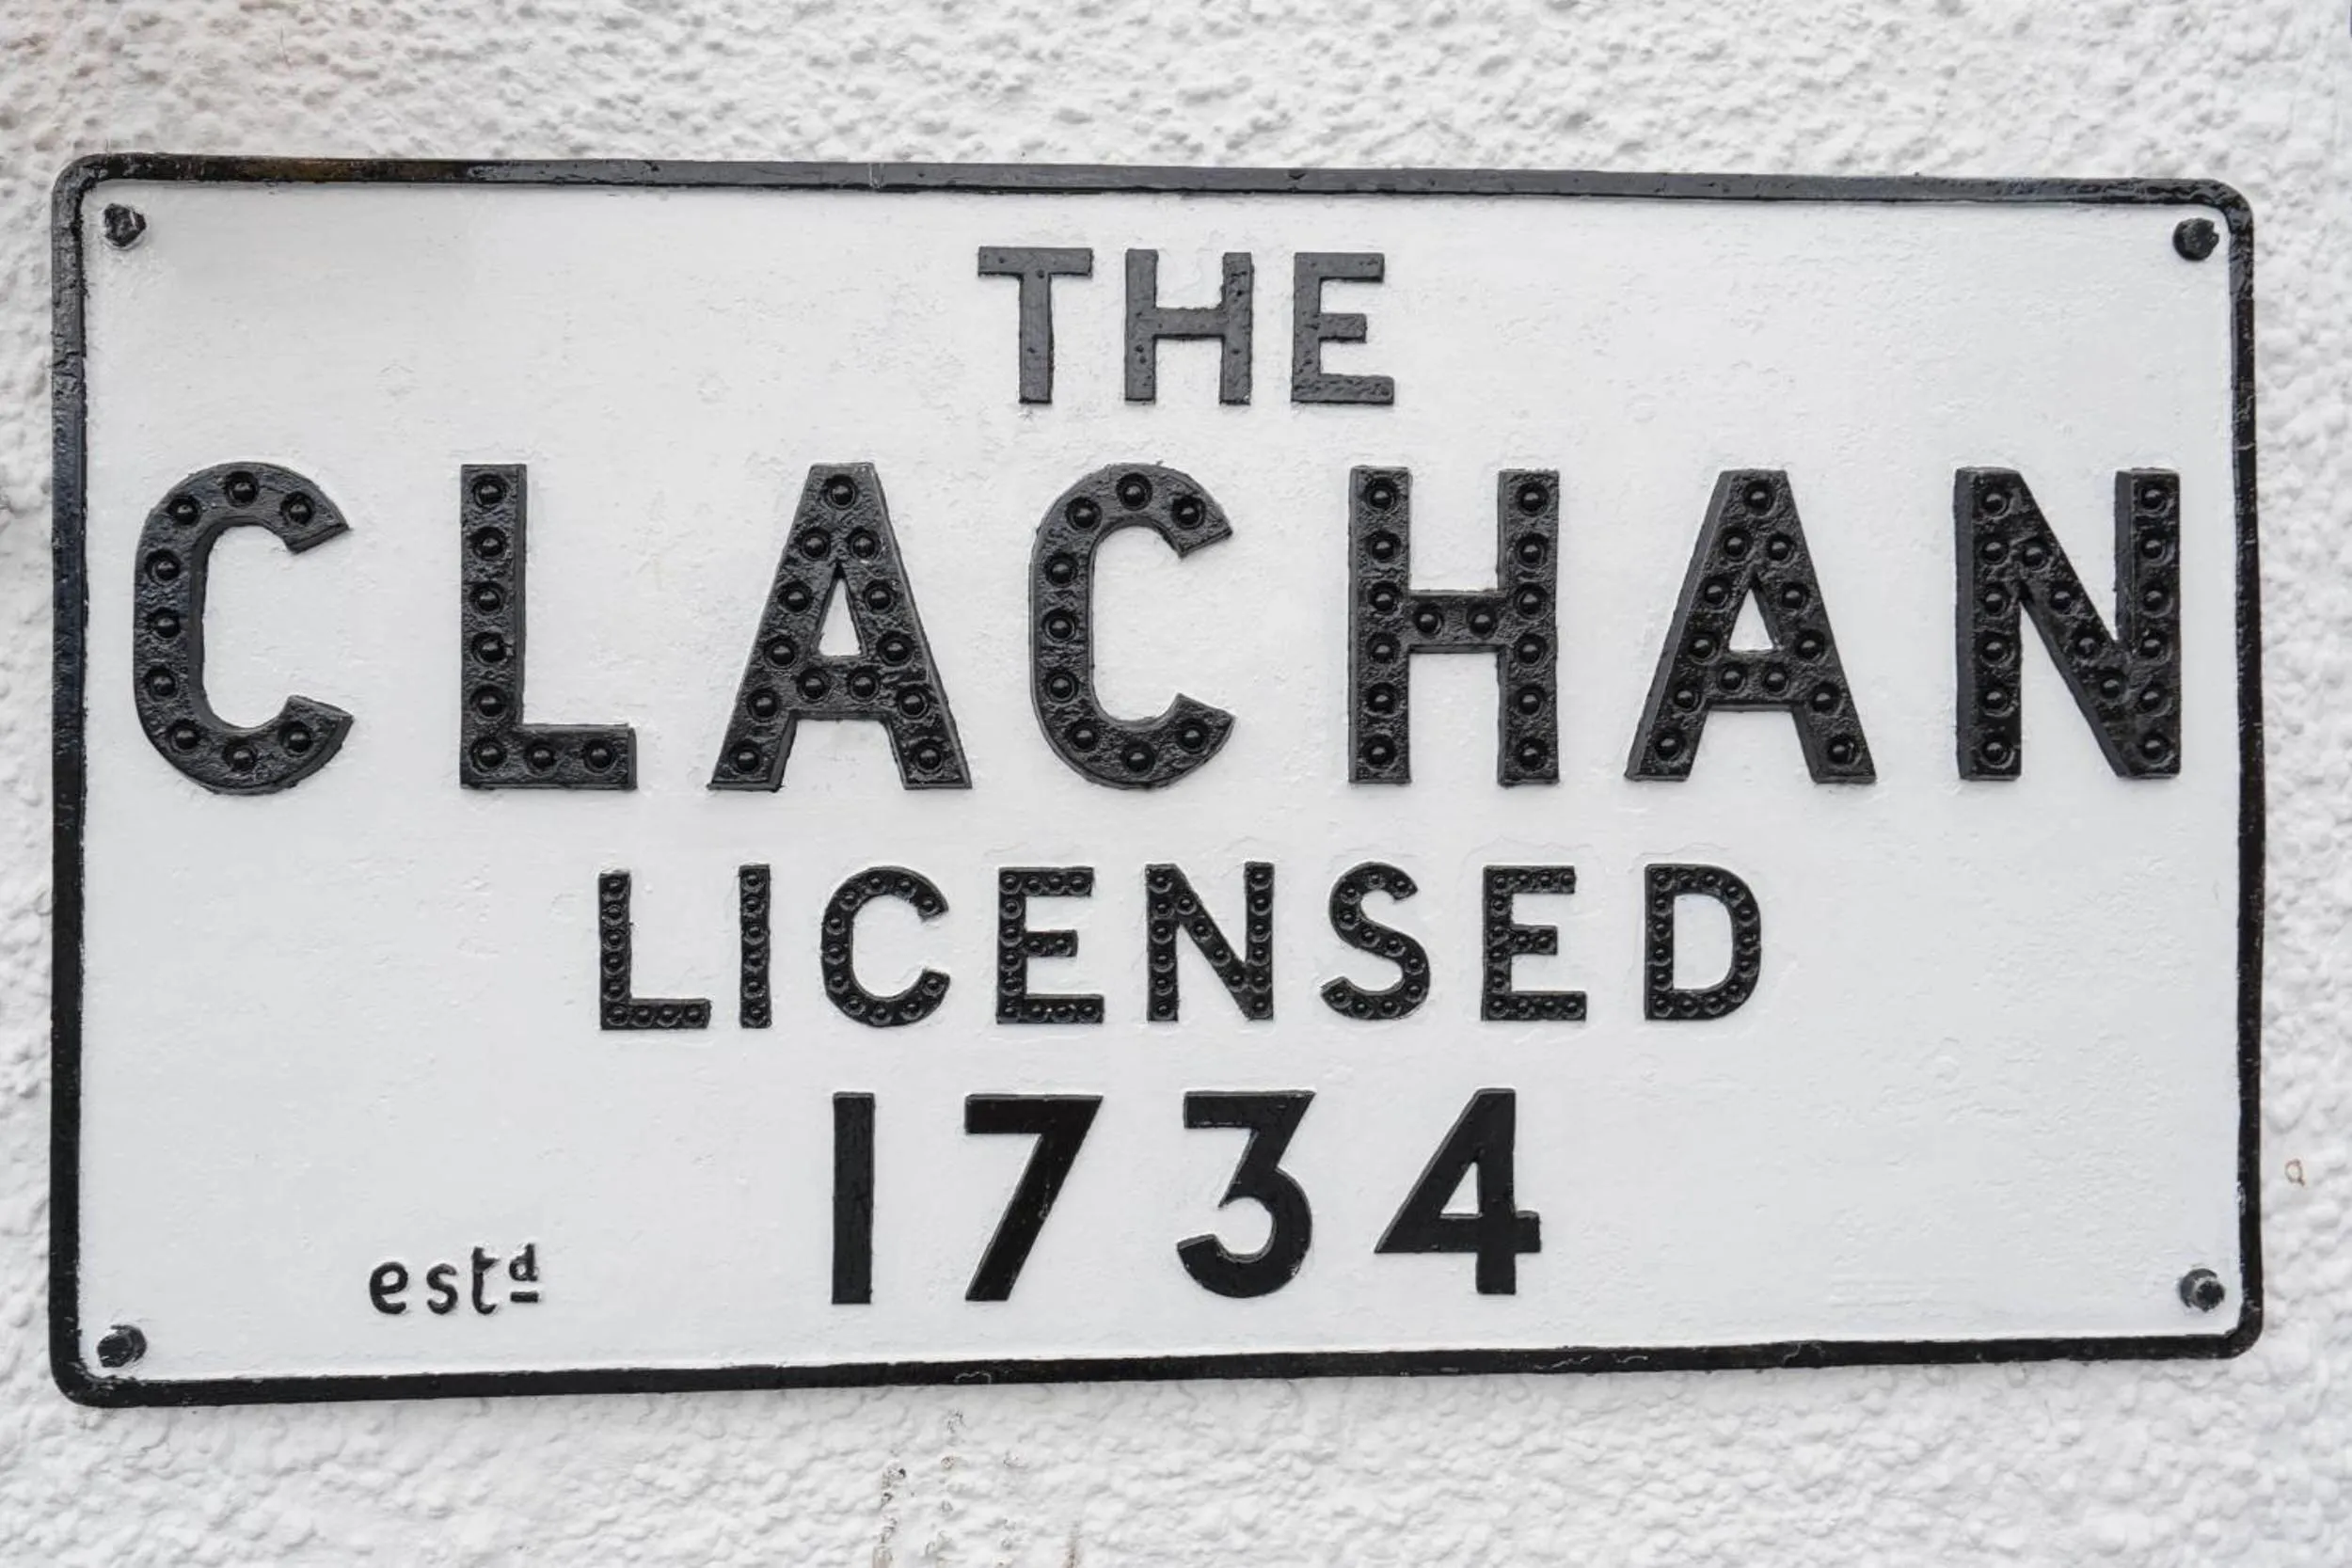 THE
CLACHAN
LICENSED
estd 1734